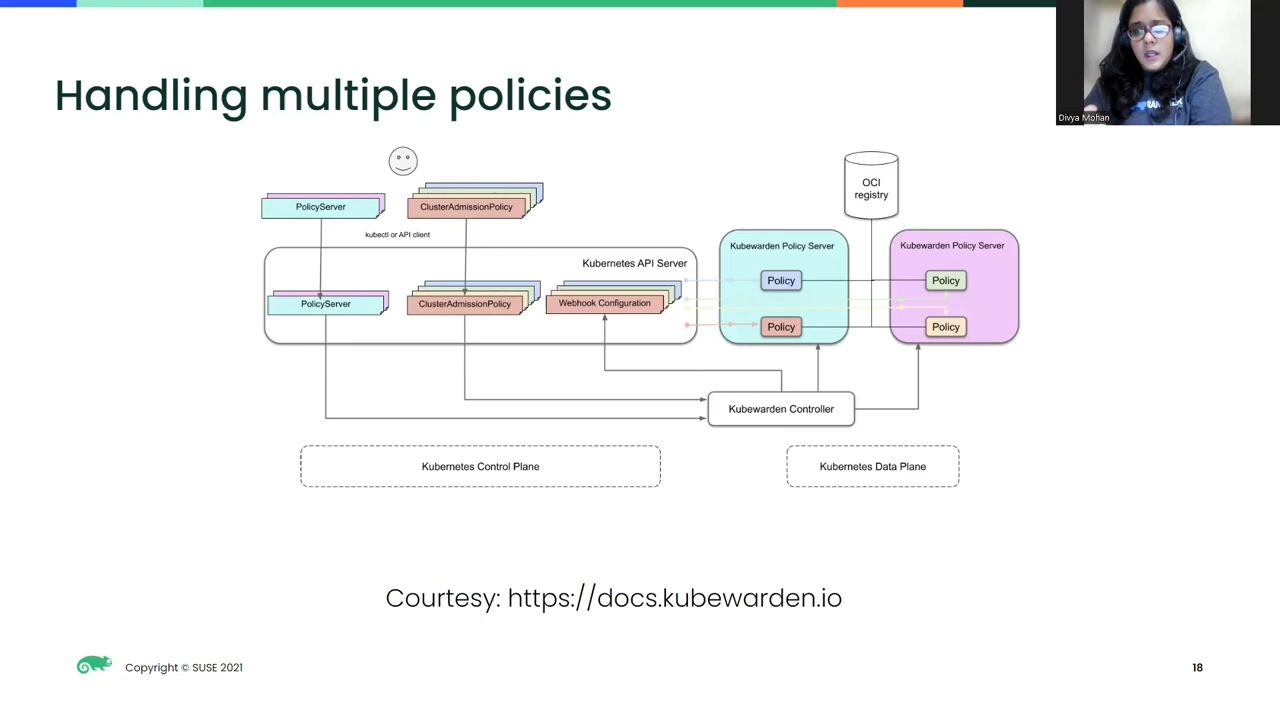 Handling multiple policies
Divya Mohan
OCI
registry
PolicyServer
ClusterAdmissionPolicy
kubectl or API client
Kubernetes API Server
Kubewarden Policy Server
Kubewarden Policy Server
Policy
Policy
PolicyServer
ClusterAdmissionPolicy
Webhook Configuration
Policy
Policy
Kubewarden Controller
Kubernetes Control Plane
Kubernetes Data Plane
Courtesy: https://docs.kubewarden.io
Copyright © SUSE 2021
18